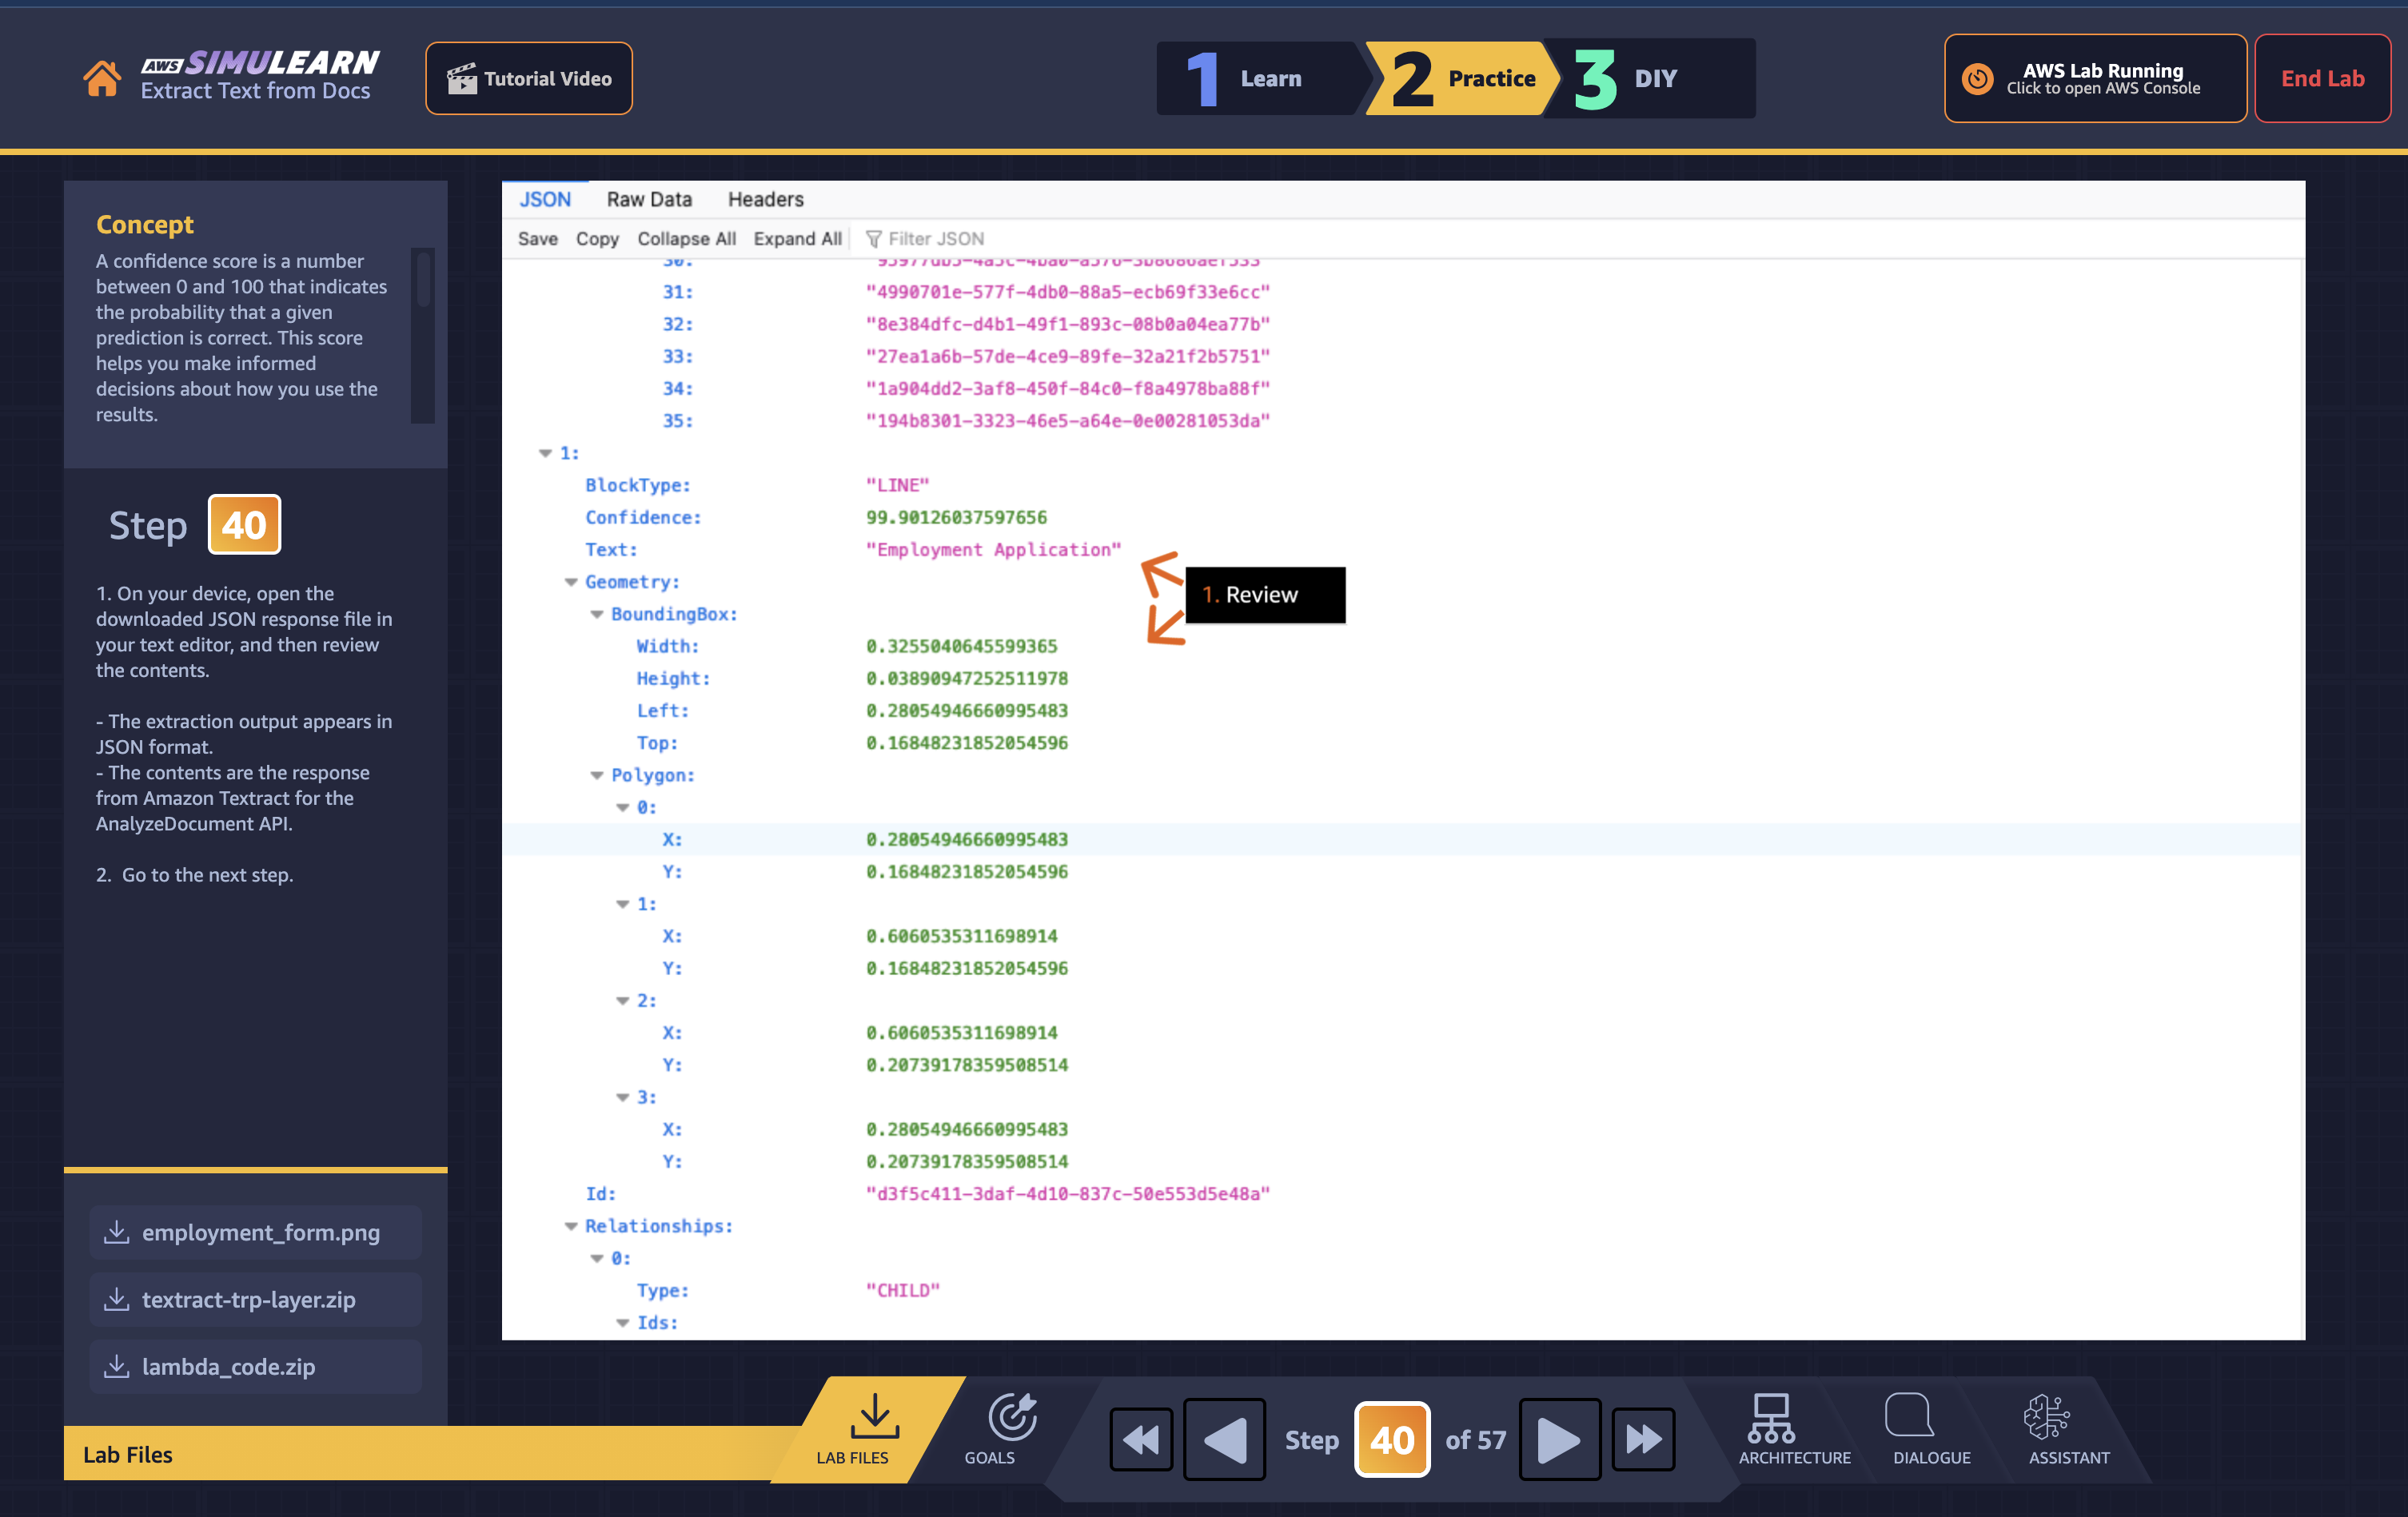 AWS SIMULEARN
Extract Text from Docs
Tutorial Video
1 Learn
2 Practice
3 DIY
AWS Lab Running
Click to open AWS Console
End Lab
Concept
A confidence score is a number
between 0 and 100 that indicates
the probability that a given
prediction is correct. This score
helps you make informed
decisions about how you use the
results.
Step 40
1. On your device, open the
downloaded JSON response file in
your text editor, and then review
the contents.
- The extraction output appears in
JSON format.
- The contents are the response
from Amazon Textract for the
AnalyzeDocument API.
2. Go to the next step.
employment_form.png
textract-trp-layer.zip
lambda_code.zip
Lab Files
JSON Raw Data Headers
Save Copy Collapse All Expand All Filter JSON
30:
31: "4990701e-577f-4db0-88a5-ecb69f33e6cc"
32: "8e384dfc-d4b1-49f1-893c-08b0a04ea77b"
33: "27ea1a6b-57de-4ce9-89fe-32a21f2b5751"
34: "1a904dd2-3af8-450f-84c0-f8a4978ba88f"
35: "194b8301-3323-46e5-a64e-0e00281053da"
1:
BlockType: "LINE"
Confidence: 99.90126037597656
Text: "Employment Application"
Geometry:
1. Review
BoundingBox:
Width: 0.3255040645599365
Height: 0.03890947252511978
Left: 0.28054946660995483
Top: 0.16848231852054596
Polygon:
0:
X: 0.28054946660995483
Y: 0.16848231852054596
1:
X: 0.6060535311698914
Y: 0.16848231852054596
2:
X: 0.6060535311698914
Y: 0.20739178359508514
3:
X: 0.28054946660995483
Y: 0.20739178359508514
Id: "d3f5c411-3daf-4d10-837c-50e553d5e48a"
Relationships:
0:
Type: "CHILD"
Ids:
LAB FILES
GOALS
Step 40 of 57
ARCHITECTURE
DIALOGUE
ASSISTANT